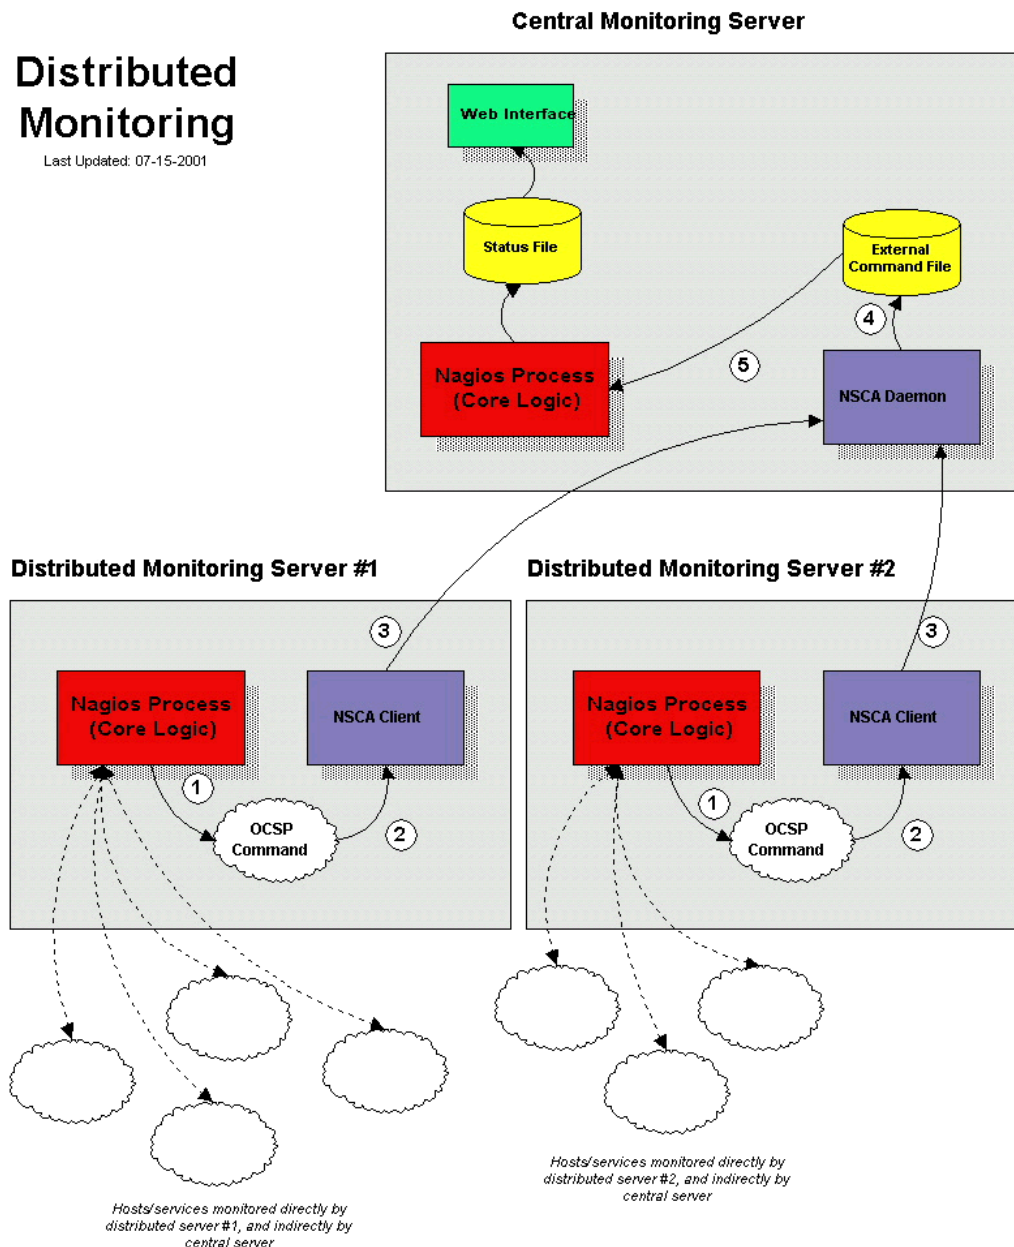 Central Monitoring Server
Distributed
Monitoring
Last Updated: 07-15-2001
Web Interface
Status File
External
Command File
4
5
Nagios Process
(Core Logic)
NSCA Daemon
Distributed Monitoring Server #1
Distributed Monitoring Server #2
3
3
Nagios Process
(Core Logic)
NSCA Client
Nagios Process
(Core Logic)
NSCA Client
1
OCSP
Command
2
1
OCSP
Command
2
Hosts/services monitored directly by
distributed server #2, and indirectly by
central server
Hosts/services monitored directly by
distributed server #1, and indirectly by
central server